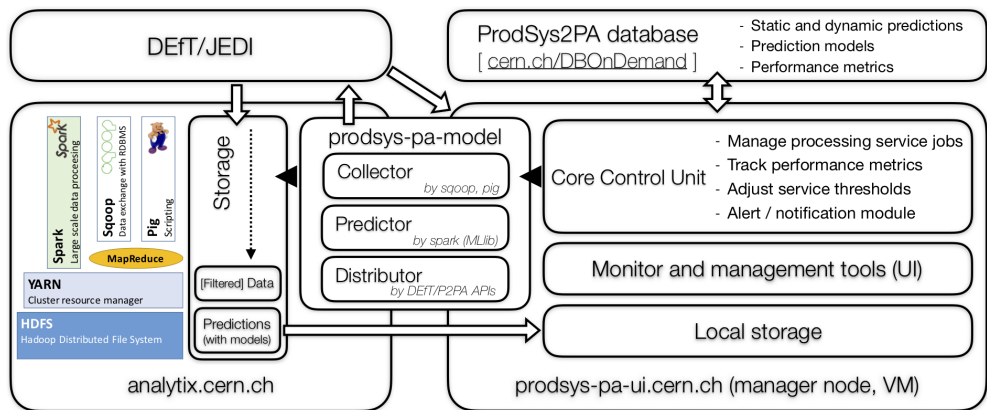 DEfT/JEDI
ProdSys2PA database
[ cern.ch/DBOnDemand ]
- Static and dynamic predictions
- Prediction models
- Performance metrics
Spark
Spark
Large scale data proceesing
Sqoop
Data exchange with RDBMS
Pig
Scripting
MapReduce
YARN
Cluster resource manager
HDFS
Hadoop Distributed File System
Storage
[Filtered] Data
Predictions
(with models)
analytix.cern.ch
prodsys-pa-model
Collector
by sqoop, pig
Predictor
by spark (MLlib)
Distributor
by DEfT/P2PA APIs
Core Control Unit
- Manage processing service jobs
- Track performance metrics
- Adjust service thresholds
- Alert / notification module
Monitor and management tools (UI)
Local storage
prodsys-pa-ui.cern.ch (manager node, VM)